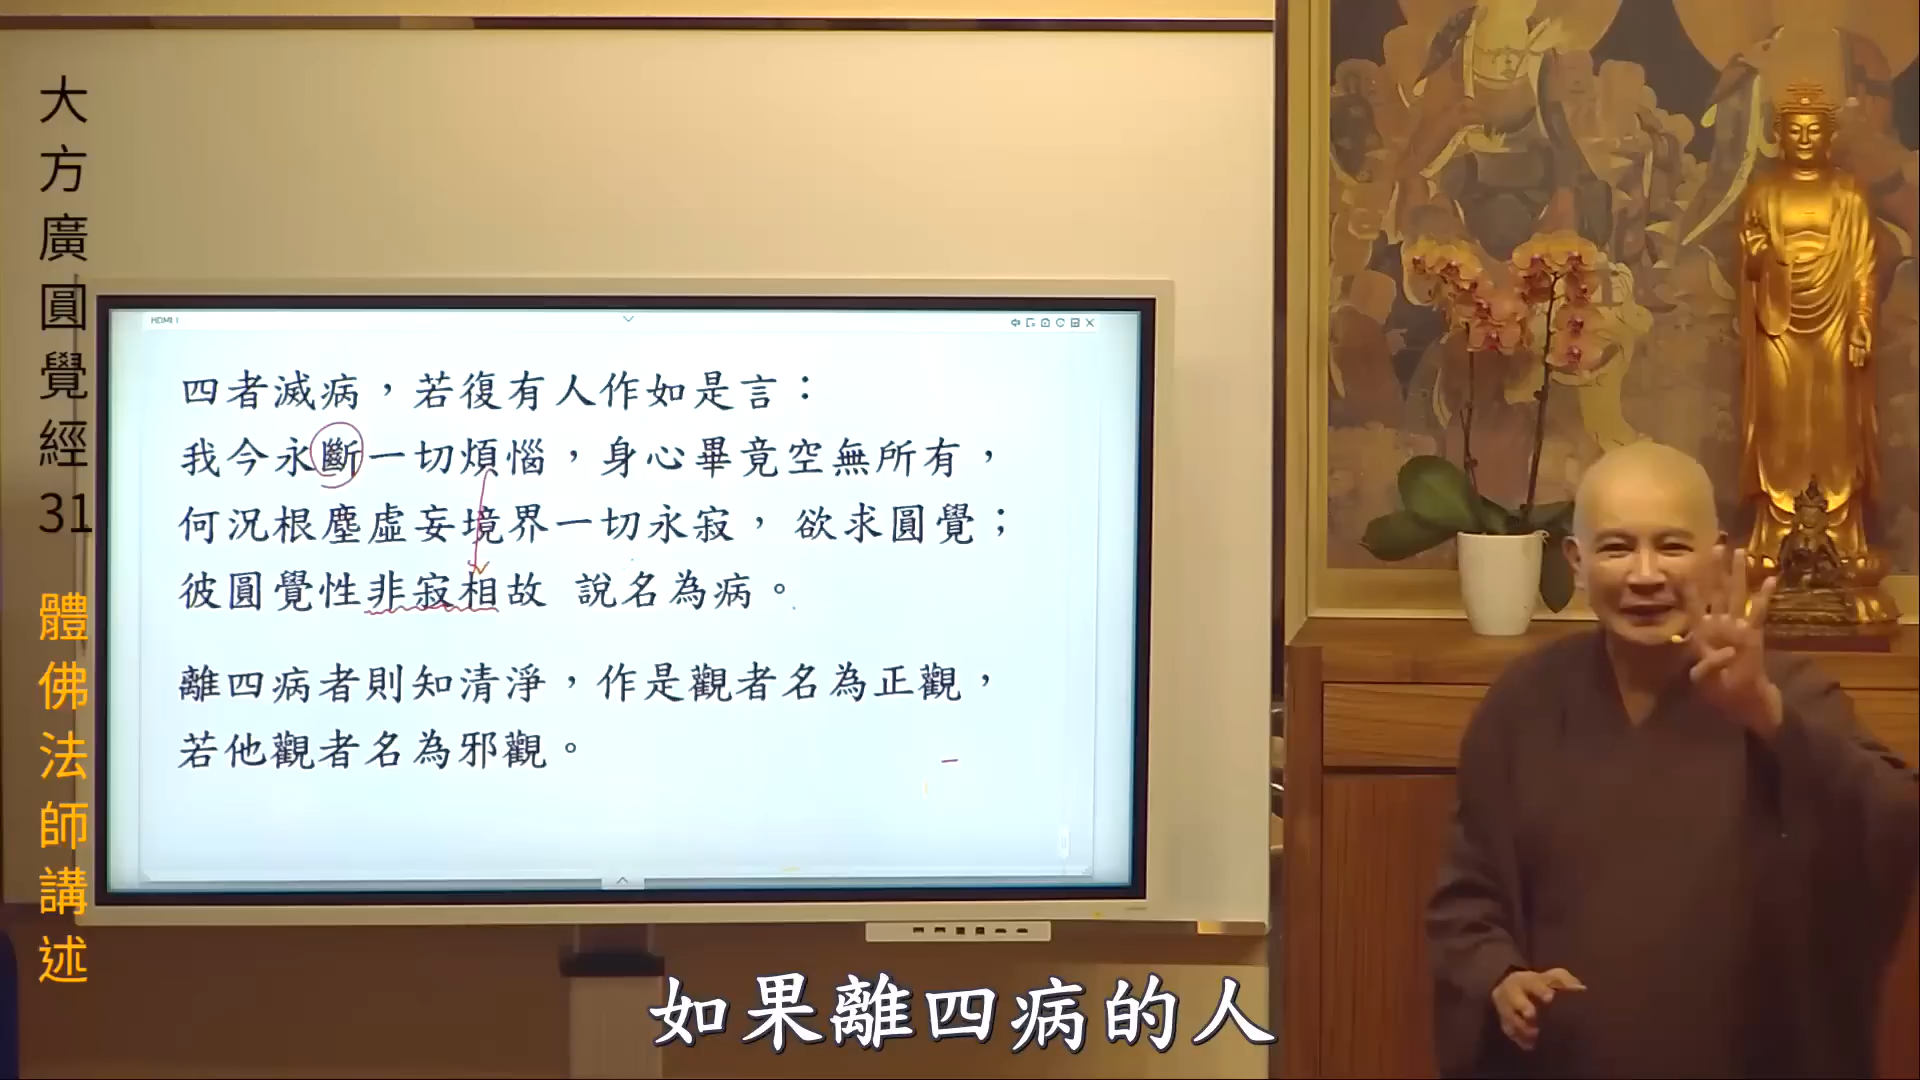 大方廣圓覺經31 體佛法師講述
HDMI 1
四者滅病，若復有人作如是言：
我今永斷一切煩惱，身心畢竟空無所有，
何況根塵虛妄境界一切永寂，欲求圓覺；
彼圓覺性非寂相故 說名為病。
離四病者則知清淨，作是觀者名為正觀，
若他觀者名為邪觀。
如果離四病的人